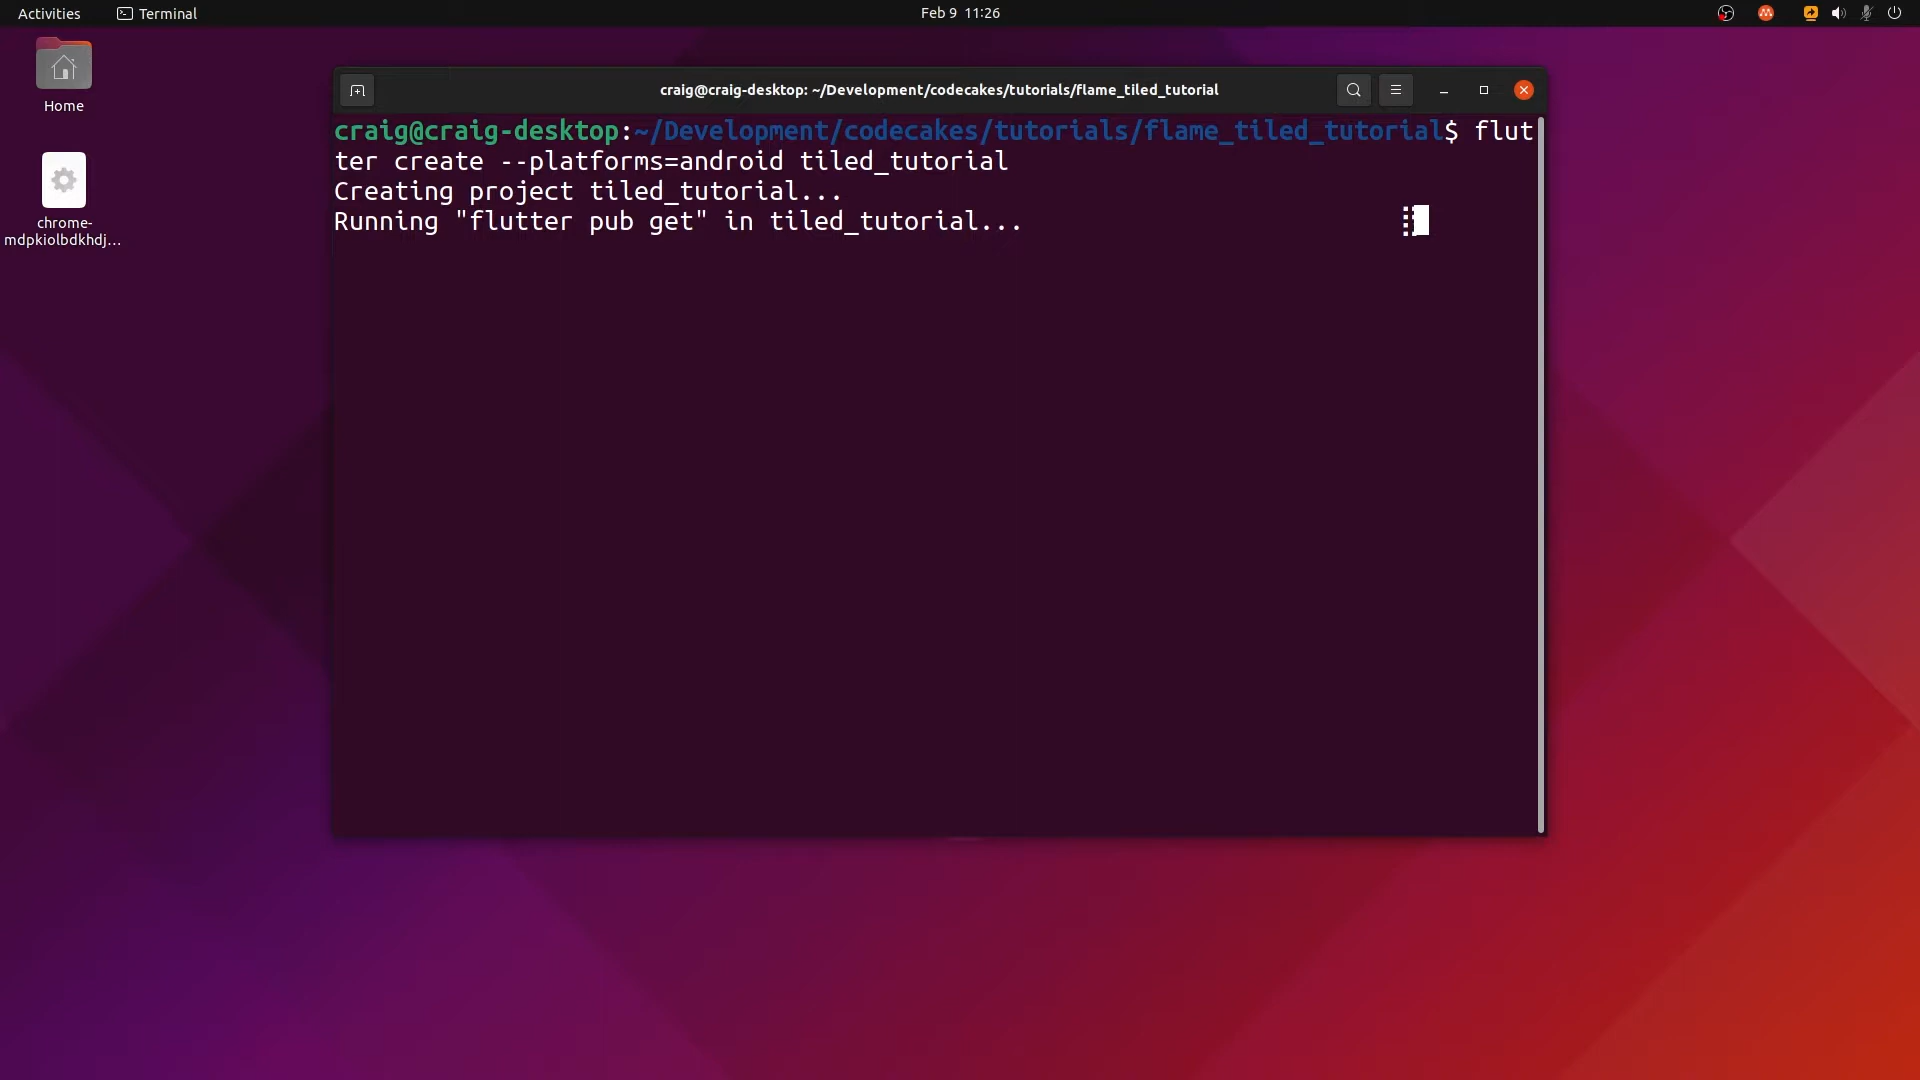 Activities Terminal Feb 9 11:26
Home
chrome-
mdpkiolbdkhdj...
craig@craig-desktop: ~/Development/codecakes/tutorials/flame_tiled_tutorial
craig@craig-desktop:~/Development/codecakes/tutorials/flame_tiled_tutorial$ flut
ter create --platforms=android tiled_tutorial
Creating project tiled_tutorial...
Running "flutter pub get" in tiled_tutorial...